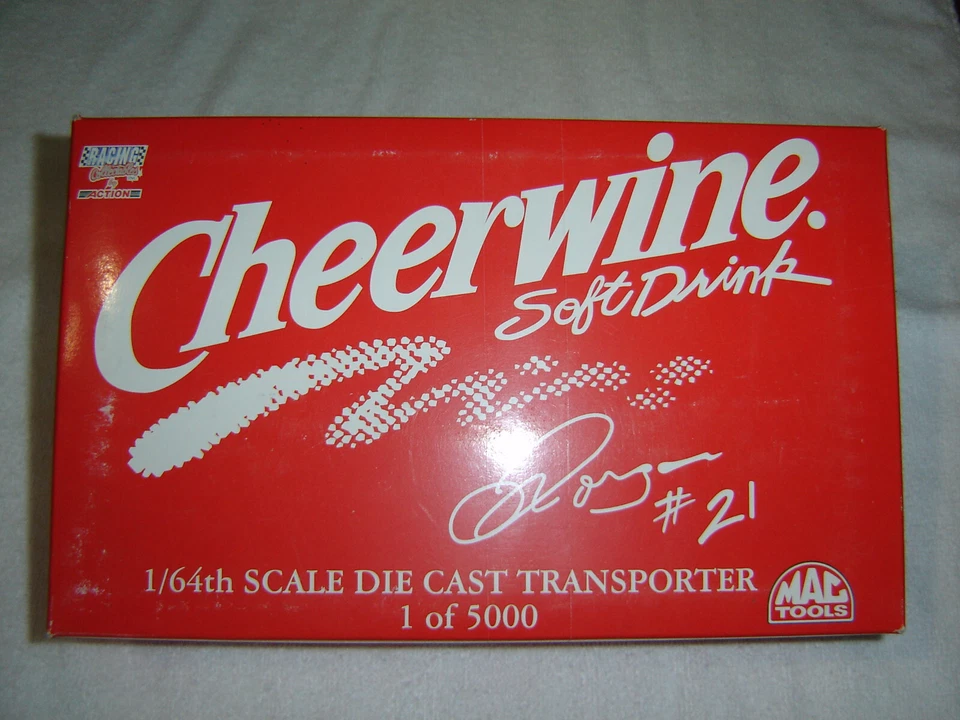 RACING
Collectables
ACTION
Cheerwine.
Soft Drink
#21
1/64th SCALE DIE CAST TRANSPORTER
1 of 5000
MAC
TOOLS